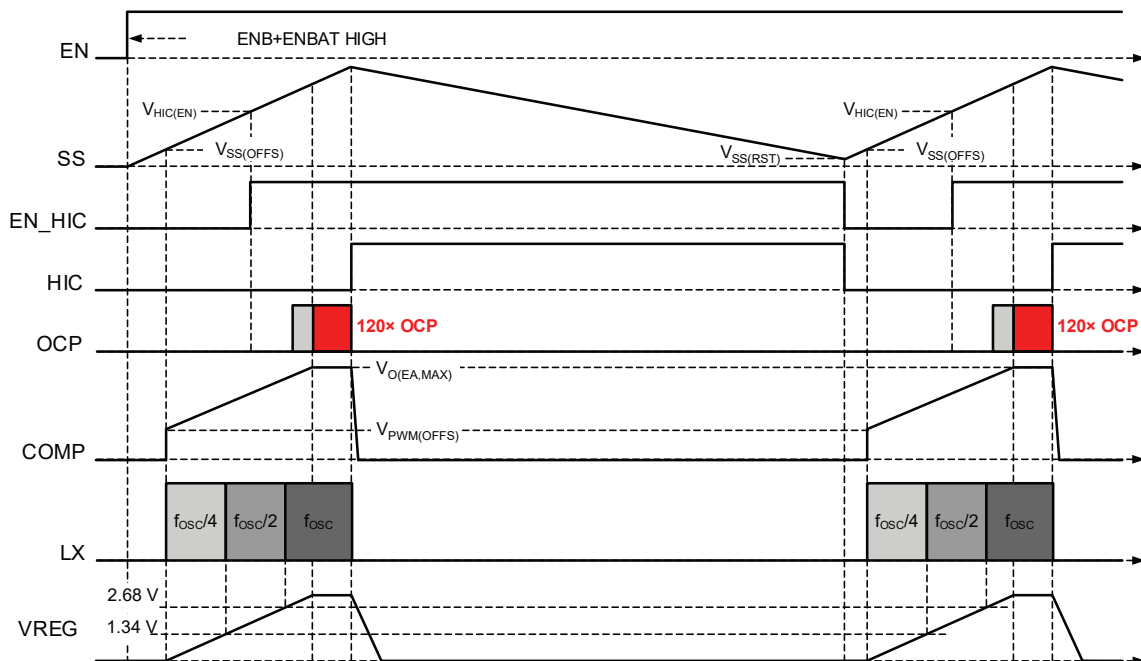 EN
ENB+ENBAT HIGH
SS
VHIC(EN)
VSS(OFFS)
VSS(RST)
VHIC(EN)
VSS(OFFS)
EN_HIC
HIC
OCP
120× OCP
120× OCP
COMP
VO(EA,MAX)
VPWM(OFFS)
LX
fOSC/4
fOSC/2
fOSC
fOSC/4
fOSC/2
fOSC
VREG
2.68 V
1.34 V